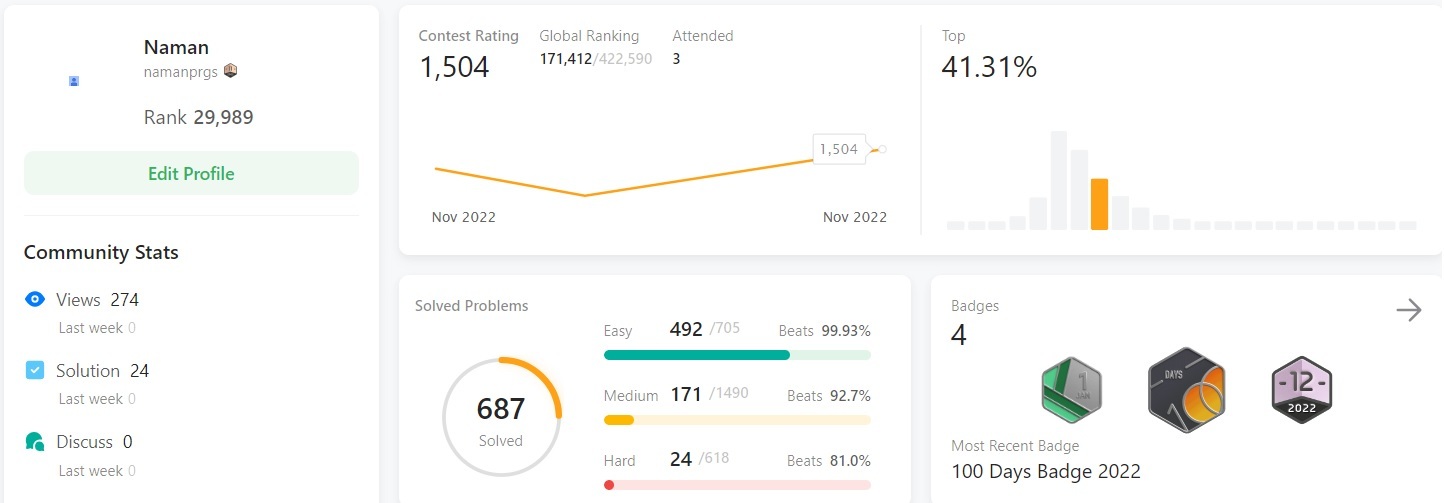 Naman
namanprgs
Rank 29,989
Edit Profile
Community Stats
Views 274
Last week 0
Solution 24
Last week 0
Discuss 0
Last week 0
Contest Rating
1,504
Global Ranking
171,412/422,590
Attended
3
1,504
Nov 2022
Nov 2022
Top
41.31%
Solved Problems
687
Solved
Easy 492 /705 Beats 99.93%
Medium 171 /1490 Beats 92.7%
Hard 24 /618 Beats 81.0%
Badges
4
1
JAN
DAYS
-12-
2022
Most Recent Badge
100 Days Badge 2022